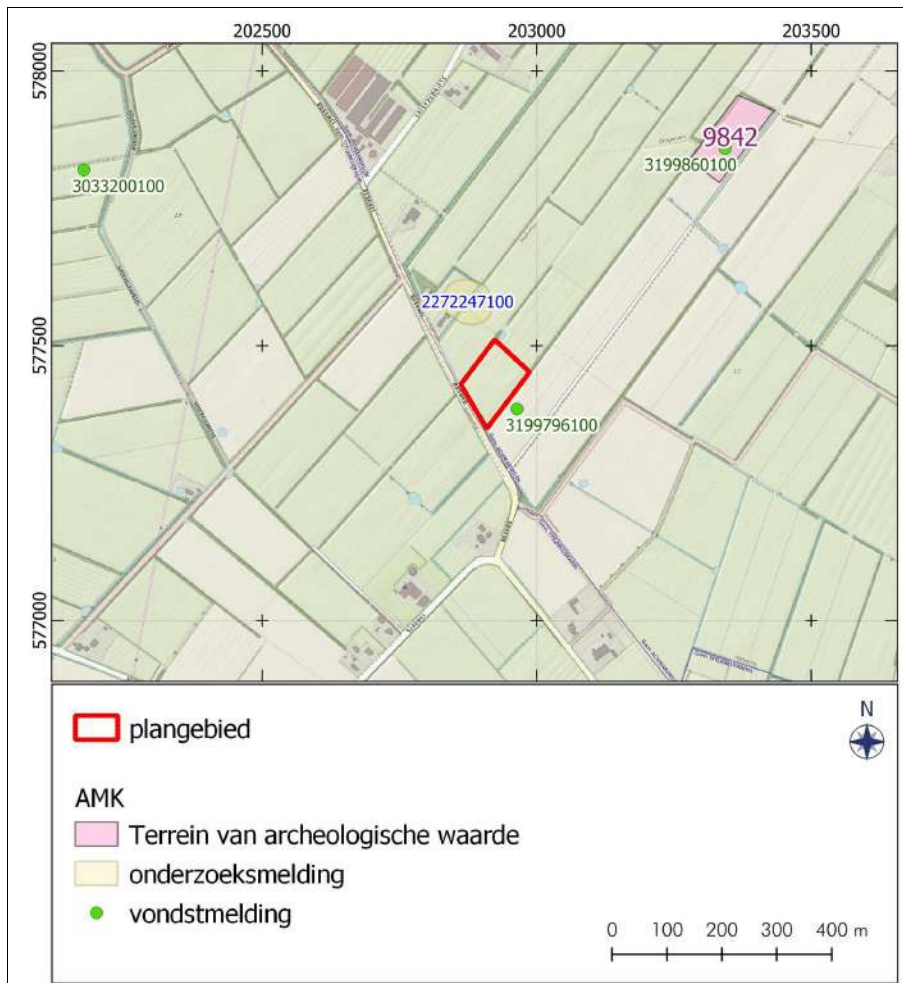 202500
203000
203500
578000
9842
3199860100
3033200100
2272247100
577500
3199796100
577000
plangebied
N
AMK
Terrein van archeologische waarde
onderzoeksmelding
vondstmelding
0 100 200 300 400 m